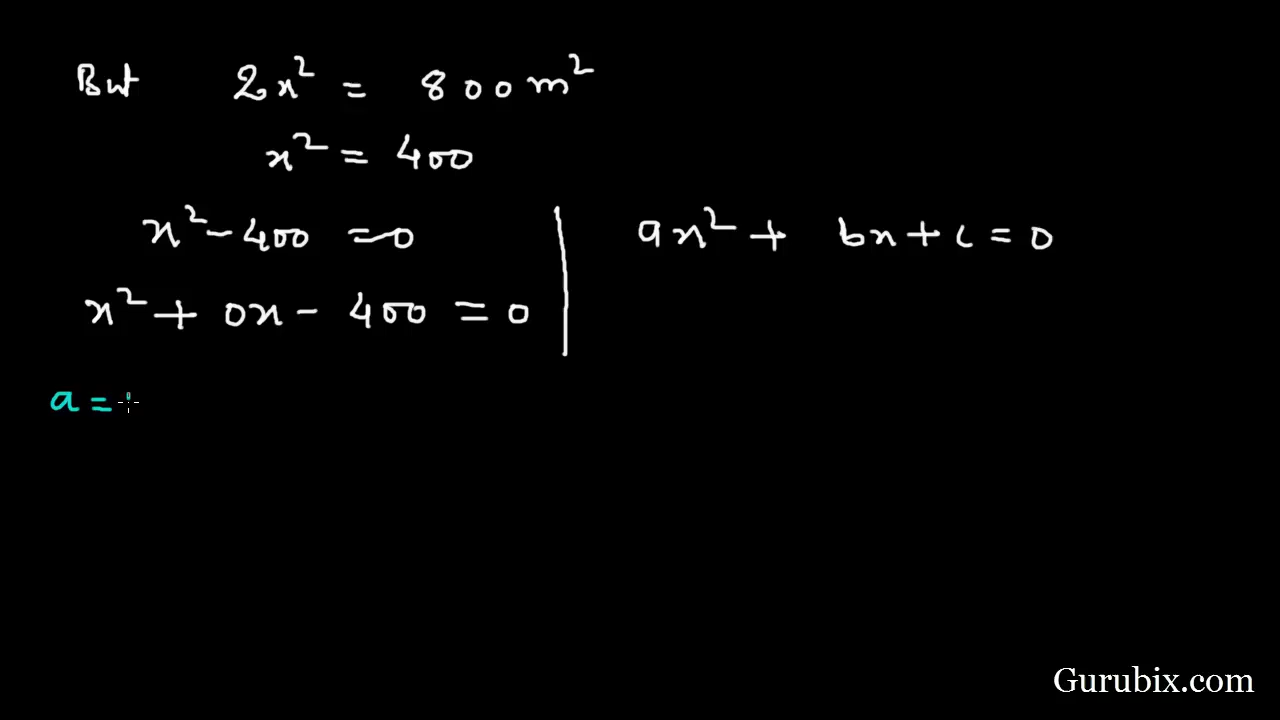 But 2x² = 800m²
x² = 400
x² - 400 = 0
ax² + bx + c = 0
x² + 0x - 400 = 0
a =
Gurubix.com